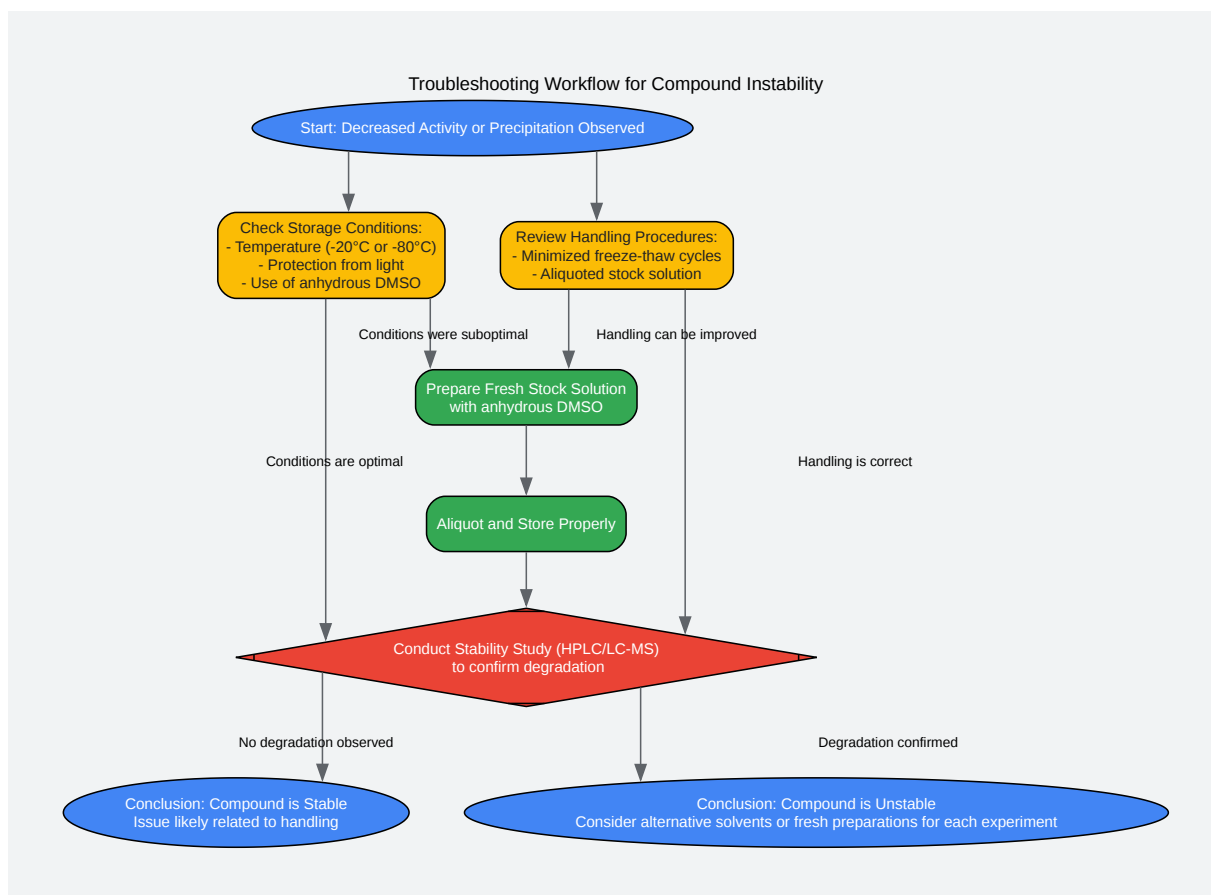 Troubleshooting Workflow for Compound Instability
Start: Decreased Activity or Precipitation Observed
Check Storage Conditions:
- Temperature (-20°C or -80°C)
- Protection from light
- Use of anhydrous DMSO
Review Handling Procedures:
- Minimized freeze-thaw cycles
- Aliquoted stock solution
Conditions were suboptimal
Handling can be improved
Prepare Fresh Stock Solution
with anhydrous DMSO
Conditions are optimal
Handling is correct
Aliquot and Store Properly
Conduct Stability Study (HPLC/LC-MS)
to confirm degradation
No degradation observed
Degradation confirmed
Conclusion: Compound is Stable
Issue likely related to handling
Conclusion: Compound is Unstable
Consider alternative solvents or fresh preparations for each experiment